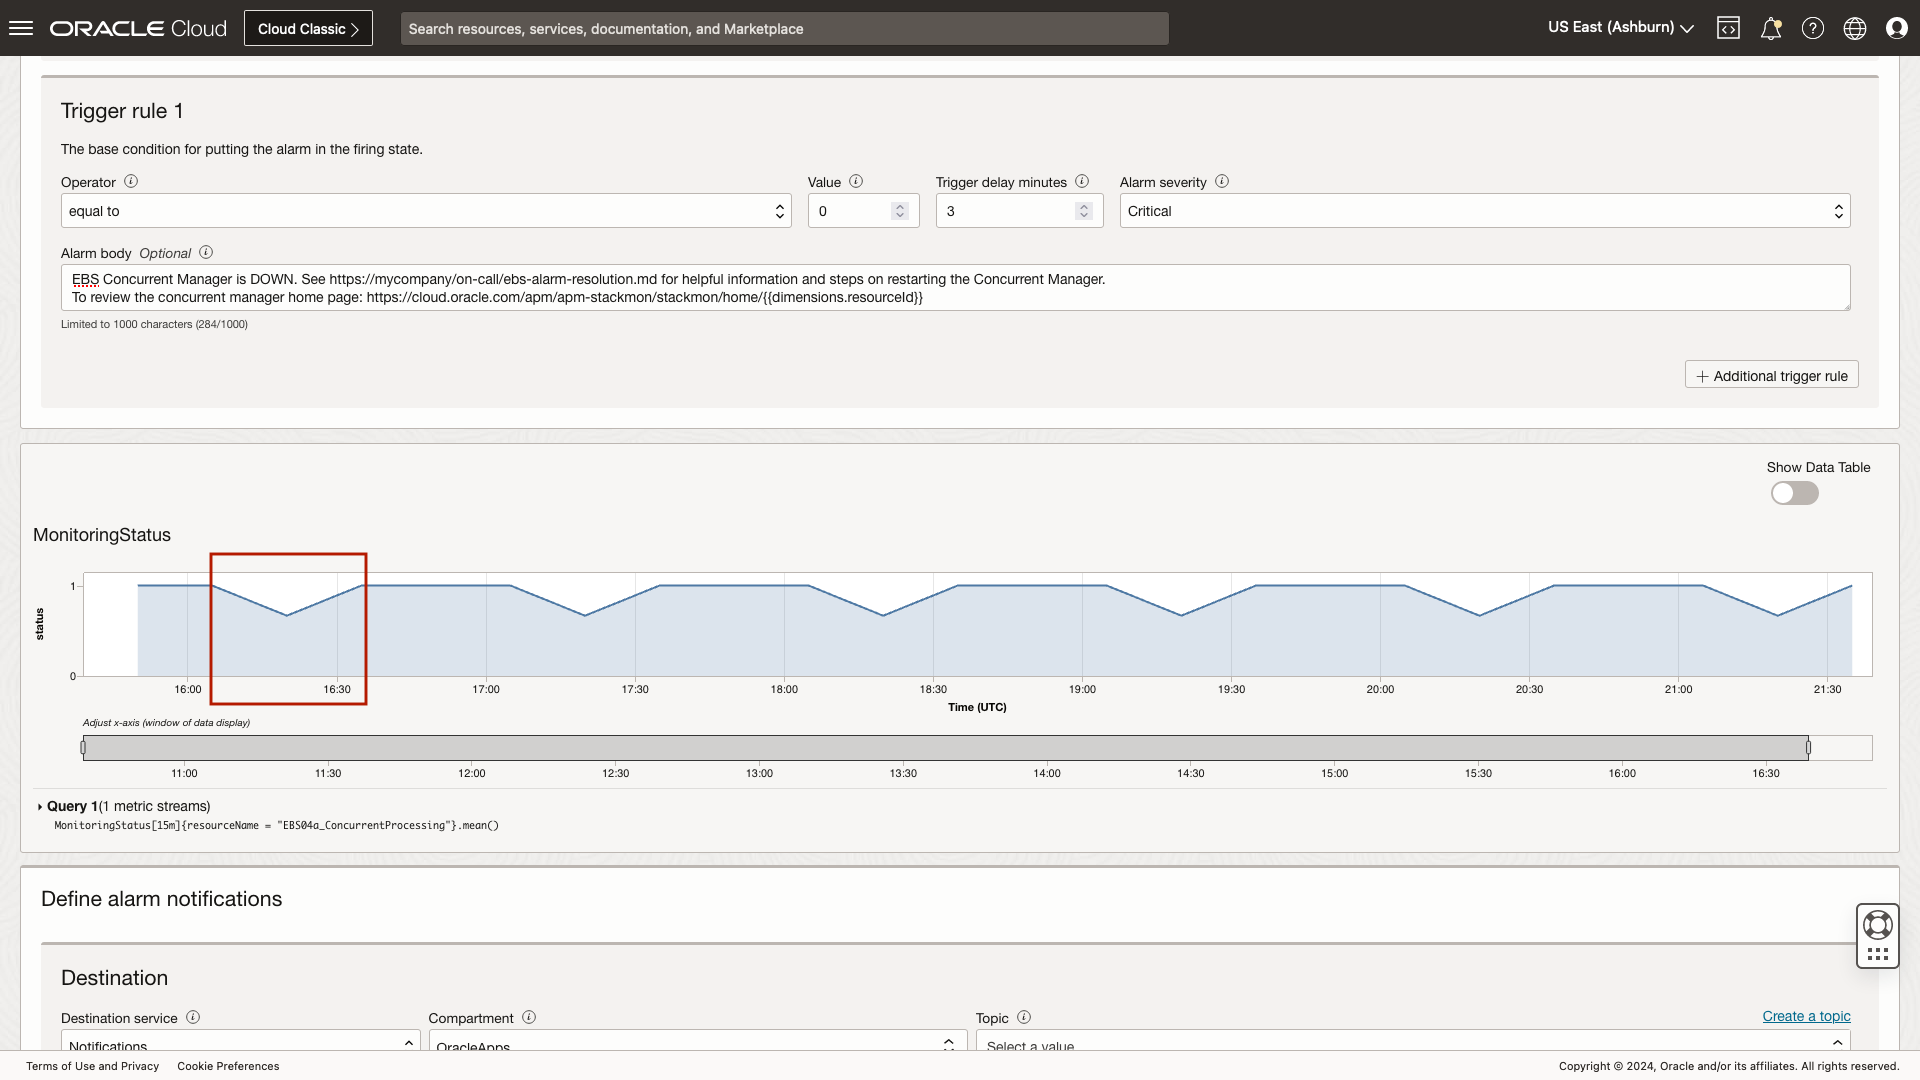 ORACLE Cloud
Cloud Classic
Search resources, services, documentation, and Marketplace
US East (Ashburn)
Trigger rule 1
The base condition for putting the alarm in the firing state.
Operator
Value
Trigger delay minutes
Alarm severity
equal to
0
3
Critical
Alarm body Optional
EBS Concurrent Manager is DOWN. See https://mycompany/on-call/ebs-alarm-resolution.md for helpful information and steps on restarting the Concurrent Manager.
To review the concurrent manager home page: https://cloud.oracle.com/apm/apm-stackmon/stackmon/home/{{dimensions.resourceId}}
Limited to 1000 characters (284/1000)
Additional trigger rule
Show Data Table
MonitoringStatus
1
status
0
16:00 16:30 17:00 17:30 18:00 18:30 19:00 19:30 20:00 20:30 21:00 21:30
Time (UTC)
Adjust x-axis (window of data display)
11:00 11:30 12:00 12:30 13:00 13:30 14:00 14:30 15:00 15:30 16:00 16:30
Query 1(1 metric streams)
MonitoringStatus[15m]{resourceName = "EBS04a_ConcurrentProcessing"}.mean()
Define alarm notifications
Destination
Destination service
Compartment
Topic
Create a topic
Notifications
OracleApps
Select a value
Terms of Use and Privacy
Cookie Preferences
Copyright © 2024, Oracle and/or its affiliates. All rights reserved.